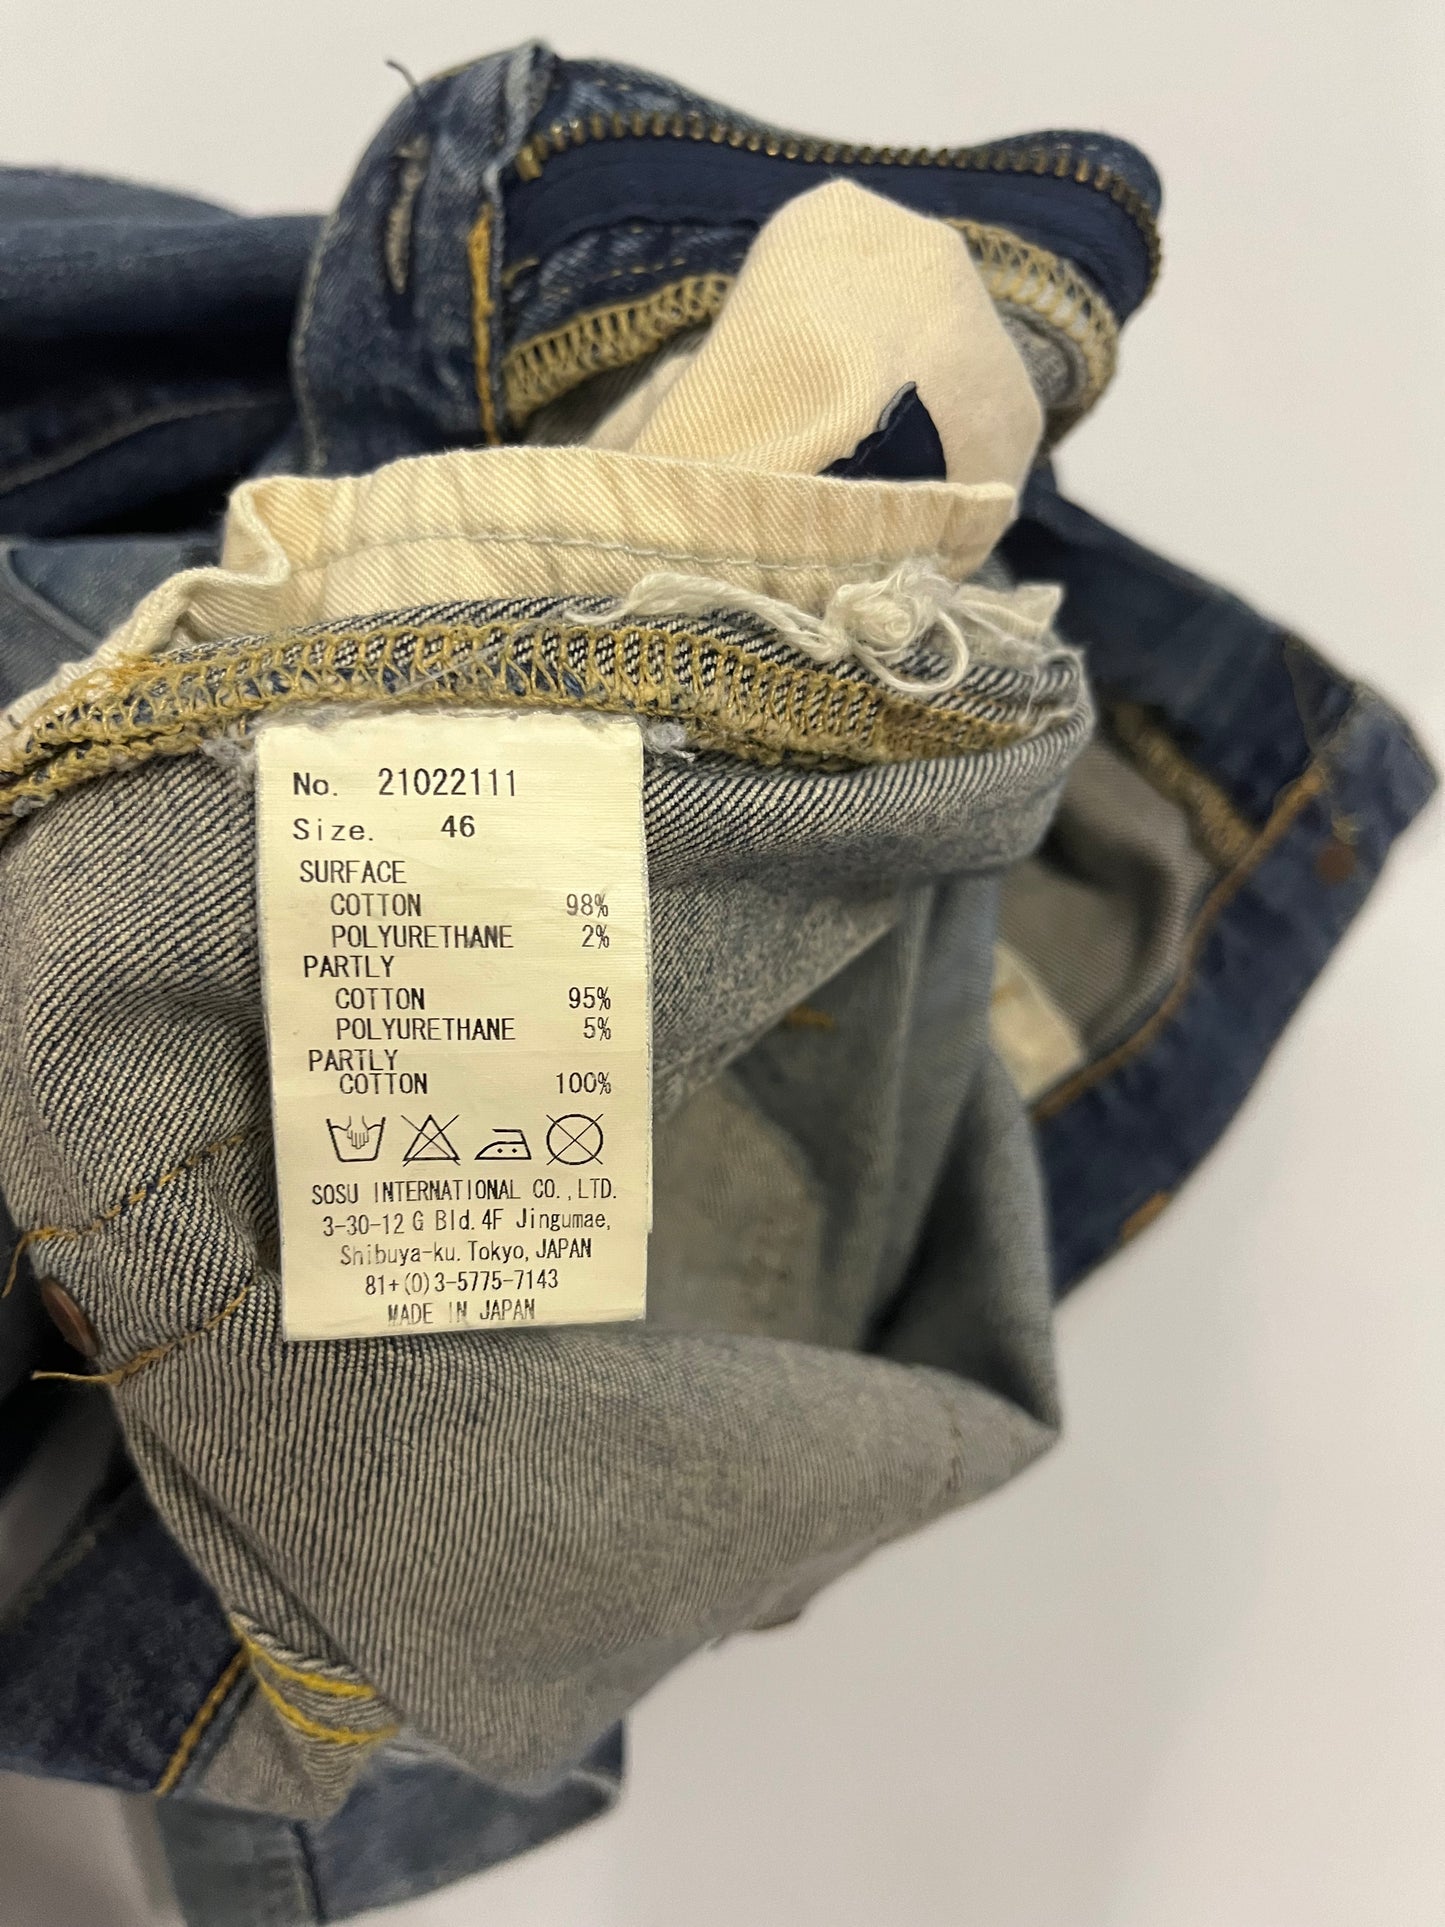 No. 21022111
Size. 46
SURFACE
COTTON 98%
POLYURETHANE 2%
PARTLY
COTTON 95%
POLYURETHANE 5%
PARTLY
COTTON 100%
SOSU INTERNATIONAL CO.,LTD.
3-30-12 G Bld. 4F Jingumae,
Shibuya-ku. Tokyo, JAPAN
81+(0)3-5775-7143
MADE IN JAPAN